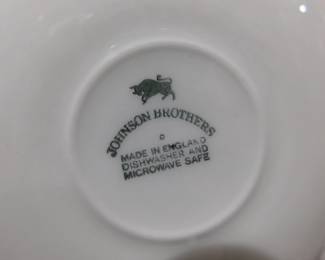 JOHNSON BROTHERS
MADE IN ENGLAND
DISHWASHER AND
MICROWAVE SAFE